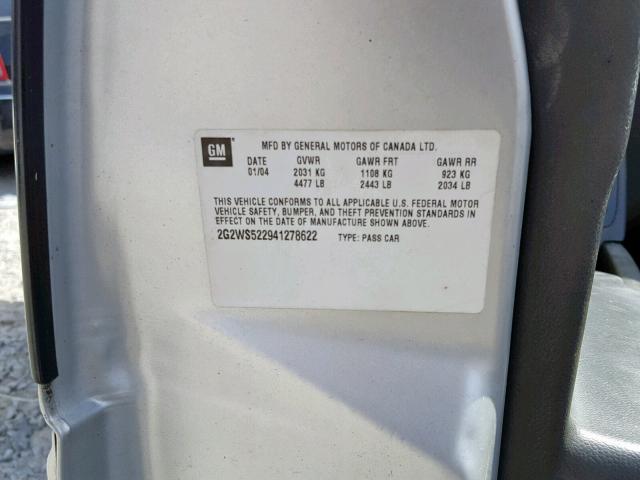 GM MFD BY GENERAL MOTORS OF CANADA LTD.
DATE GVWR GAWR FRT GAWR RR
01/04 2031 KG 1108 KG 923 KG
4477 LB 2443 LB 2034 LB
THIS VEHICLE CONFORMS TO ALL APPLICABLE U.S. FEDERAL MOTOR
VEHICLE SAFETY, BUMPER, AND THEFT PREVENTION STANDARDS IN
EFFECT ON THE DATE OF MANUFACTURE SHOWN ABOVE.
2G2WS522941278622 TYPE: PASS CAR